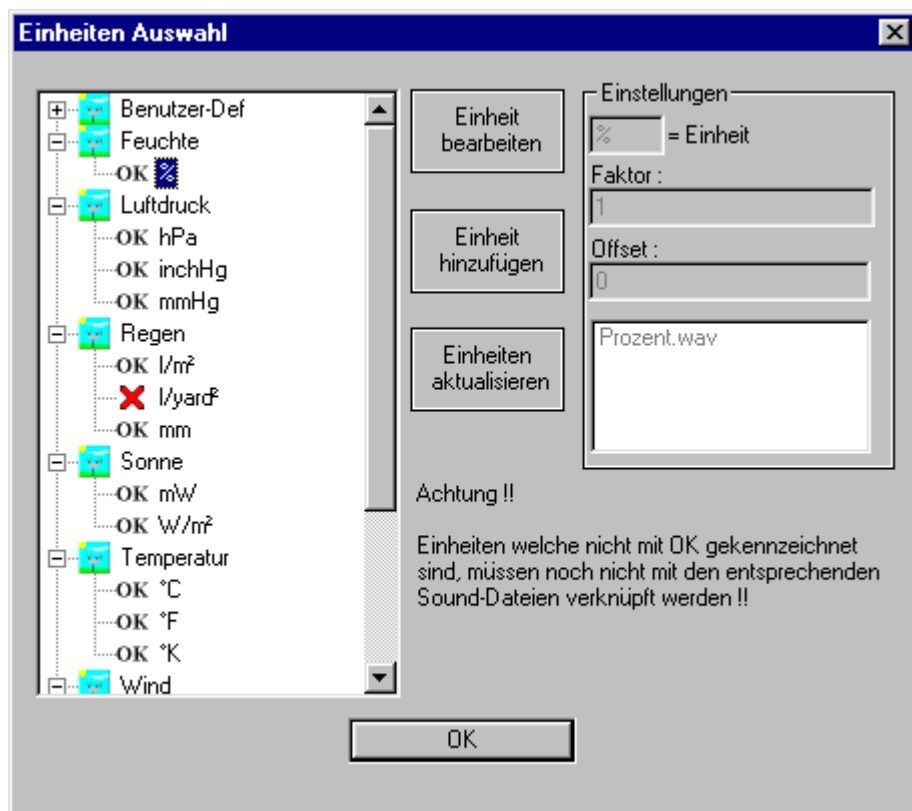 Einheiten Auswahl
Benutzer-Def
Feuchte
OK %
Luftdruck
OK hPa
OK inchHg
OK mmHg
Regen
OK l/m²
l/yard²
OK mm
Sonne
OK mW
OK W/m²
Temperatur
OK °C
OK °F
OK °K
Wind
Einheit
bearbeiten
Einheit
hinzufügen
Einheiten
aktualisieren
Einstellungen
% = Einheit
Faktor :
1
Offset :
0
Prozent.wav
Achtung !!
Einheiten welche nicht mit OK gekennzeichnet
sind, müssen noch nicht mit den entsprechenden
Sound-Dateien verknüpft werden !!
OK